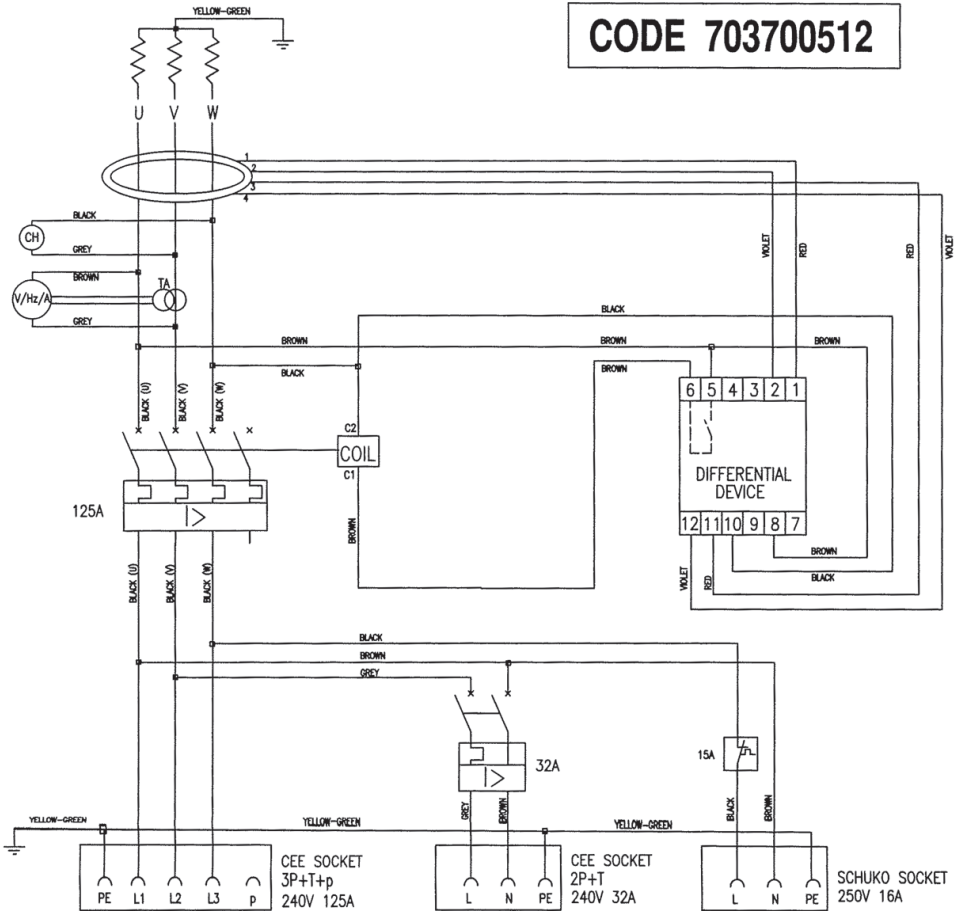 YELLOW-GREEN
CODE 703700512
U V W
1
2
3
4
BLACK
CH
GREY
BROWN
TA
V/Hz/A
GREY
VIOLET
RED
RED
VIOLET
BLACK
BROWN
BROWN
BROWN
BLACK
BROWN
BLACK (U)
BLACK (V)
BLACK (W)
6 5 4 3 2 1
C2
COIL
C1
DIFFERENTIAL
DEVICE
125A
12 11 10 9 8 7
BROWN
BROWN
BLACK
VIOLET
RED
BLACK (U)
BLACK (V)
BLACK (W)
BLACK
BROWN
GREY
15A
32A
GREY
BROWN
BLACK
BROWN
YELLOW-GREEN
YELLOW-GREEN
YELLOW-GREEN
PE L1 L2 L3 p
CEE SOCKET
3P+T+p
240V 125A
L N PE
CEE SOCKET
2P+T
240V 32A
L N PE
SCHUKO SOCKET
250V 16A